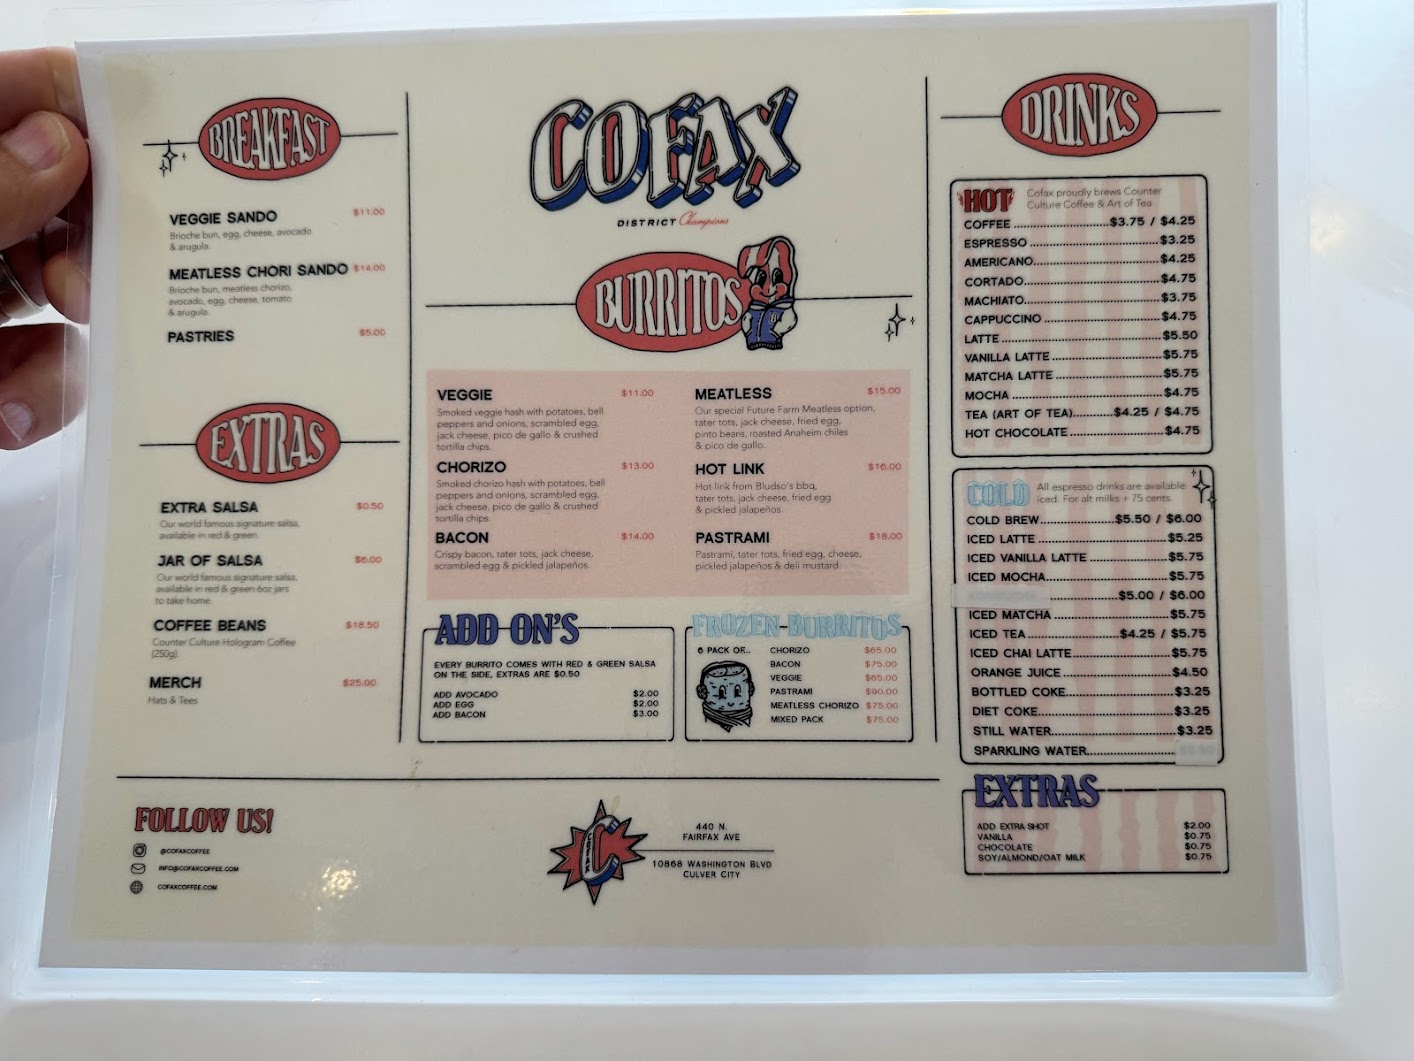 BREAKFAST
VEGGIE SANDO $11.00
Brioche bun, egg, cheese, avocado
& arugula.
MEATLESS CHORI SANDO $14.00
Brioche bun, meatless chorizo,
avocado, egg, cheese, tomato
& arugula.
PASTRIES $5.00
EXTRAS
EXTRA SALSA $0.50
Our world famous signature salsa,
available in red & green.
JAR OF SALSA $6.00
Our world famous signature salsa,
available in red & green 6oz jars
to take home.
COFFEE BEANS $18.50
Counter Culture Hologram Coffee
(250g).
MERCH $25.00
Hats & Tees
COFAX
DISTRICT Champions
BURRITOS
VEGGIE $11.00
Smoked veggie hash with potatoes, bell
peppers and onions, scrambled egg,
jack cheese, pico de gallo & crushed
tortilla chips.
CHORIZO $13.00
Smoked chorizo hash with potatoes, bell
peppers and onions, scrambled egg,
jack cheese, pico de gallo & crushed
tortilla chips.
BACON $14.00
Crispy bacon, tater tots, jack cheese,
scrambled egg & pickled jalapeños.
MEATLESS $15.00
Our special Future Farm Meatless option,
tater tots, jack cheese, fried egg,
pinto beans, roasted Anaheim chiles
& pico de gallo.
HOT LINK $16.00
Hot link from Bludso's bbq,
tater tots, jack cheese, fried egg
& pickled jalapeños.
PASTRAMI $18.00
Pastrami, tater tots, fried egg, cheese,
pickled jalapeños & deli mustard.
ADD ON'S
EVERY BURRITO COMES WITH RED & GREEN SALSA
ON THE SIDE, EXTRAS ARE $0.50
ADD AVOCADO $2.00
ADD EGG $2.00
ADD BACON $3.00
FROZEN BURRITOS
6 PACK OF...
CHORIZO $65.00
BACON $75.00
VEGGIE $65.00
PASTRAMI $90.00
MEATLESS CHORIZO $75.00
MIXED PACK $75.00
DRINKS
HOT
Cofax proudly brews Counter
Culture Coffee & Art of Tea
COFFEE $3.75 / $4.25
ESPRESSO $3.25
AMERICANO $4.25
CORTADO $4.75
MACHIATO $3.75
CAPPUCCINO $4.75
LATTE $5.50
VANILLA LATTE $5.75
MATCHA LATTE $5.75
MOCHA $4.75
TEA (ART OF TEA) $4.25 / $4.75
HOT CHOCOLATE $4.75
COLD
All espresso drinks are available
iced. For alt milks + 75 cents.
COLD BREW $5.50 / $6.00
ICED LATTE $5.25
ICED VANILLA LATTE $5.75
ICED MOCHA $5.75
$5.00 / $6.00
ICED MATCHA $5.75
ICED TEA $4.25 / $5.75
ICED CHAI LATTE $5.75
ORANGE JUICE $4.50
BOTTLED COKE $3.25
DIET COKE $3.25
STILL WATER $3.25
SPARKLING WATER
EXTRAS
ADD EXTRA SHOT $2.00
VANILLA $0.75
CHOCOLATE $0.75
SOY/ALMOND/OAT MILK $0.75
FOLLOW US!
@COFAXCOFFEE
INFO@COFAXCOFFEE.COM
COFAXCOFFEE.COM
COFAX
C
440 N.
FAIRFAX AVE
10868 WASHINGTON BLVD
CULVER CITY